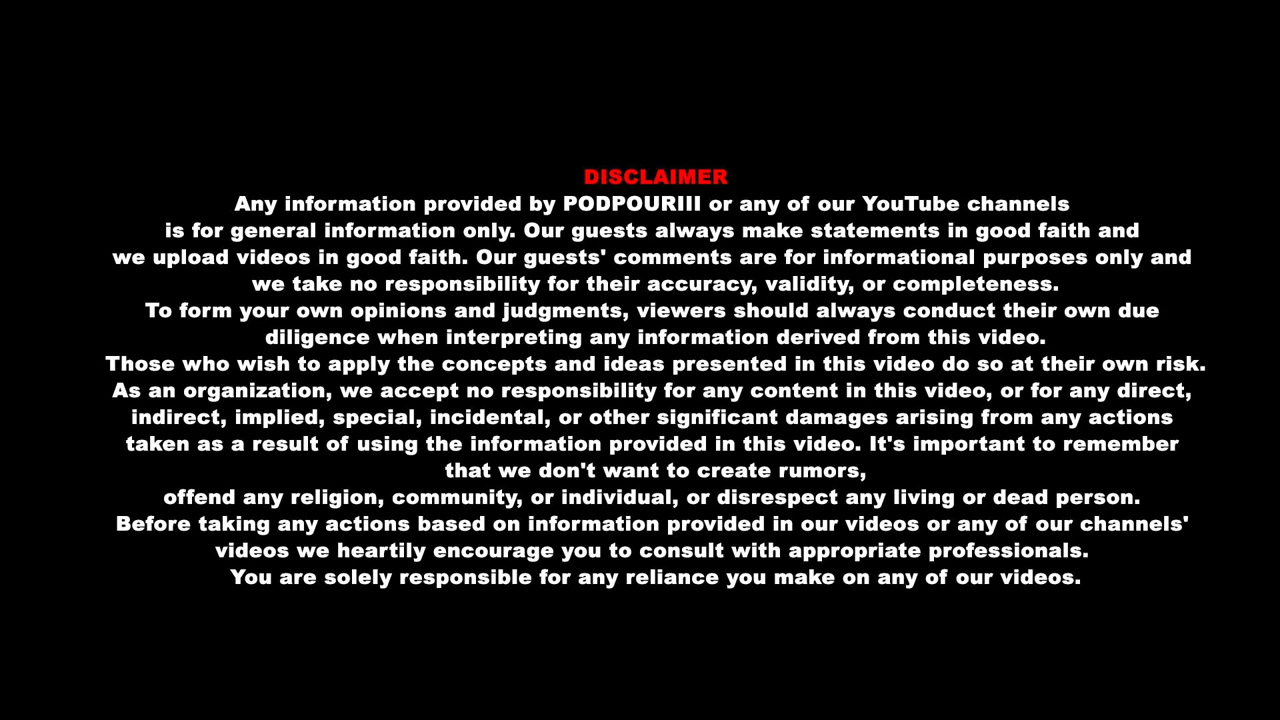 DISCLAIMER
Any information provided by PODPOURIII or any of our YouTube channels
is for general information only. Our guests always make statements in good faith and
we upload videos in good faith. Our guests' comments are for informational purposes only and
we take no responsibility for their accuracy, validity, or completeness.
To form your own opinions and judgments, viewers should always conduct their own due
diligence when interpreting any information derived from this video.
Those who wish to apply the concepts and ideas presented in this video do so at their own risk.
As an organization, we accept no responsibility for any content in this video, or for any direct,
indirect, implied, special, incidental, or other significant damages arising from any actions
taken as a result of using the information provided in this video. It's important to remember
that we don't want to create rumors,
offend any religion, community, or individual, or disrespect any living or dead person.
Before taking any actions based on information provided in our videos or any of our channels'
videos we heartily encourage you to consult with appropriate professionals.
You are solely responsible for any reliance you make on any of our videos.